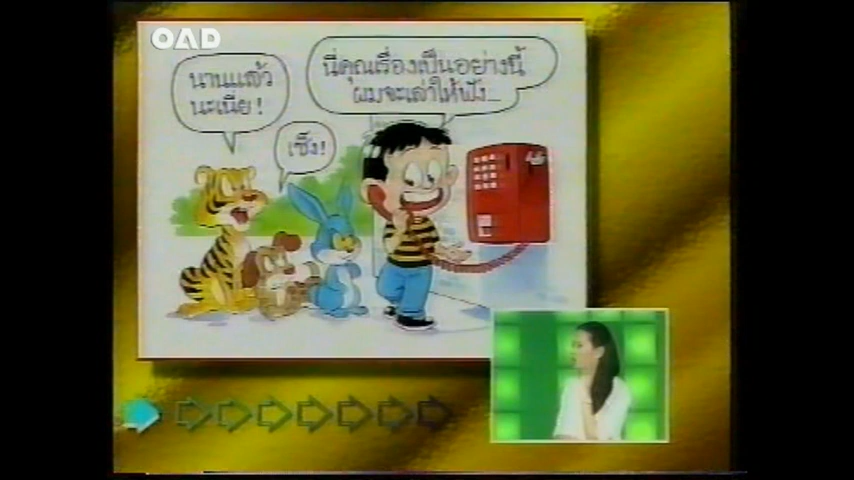 OAD
นานแล้ว
นะเนี่ย!
เซ็ง!
นี่คุณเรื่องเป็นอย่างนี้
ผมจะเล่าให้ฟัง...